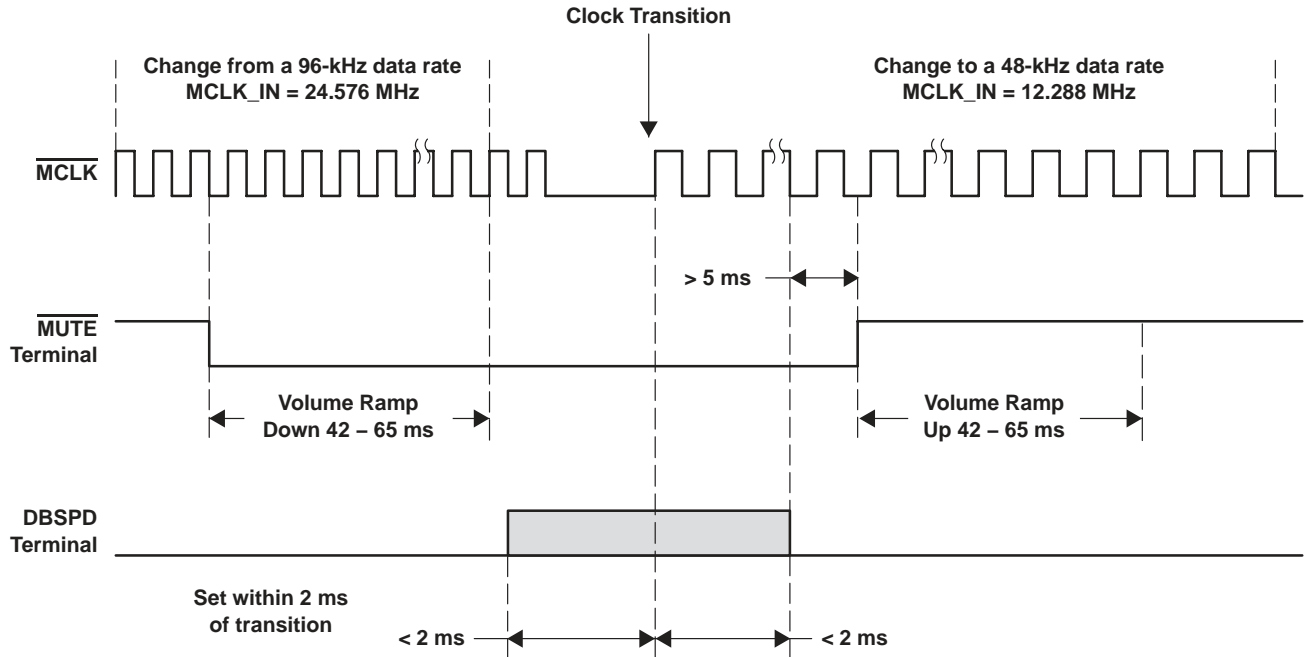 Clock Transition
Change from a 96-kHz data rate
MCLK_IN = 24.576 MHz
Change to a 48-kHz data rate
MCLK_IN = 12.288 MHz
MCLK
> 5 ms
MUTE
Terminal
Volume Ramp
Down 42 – 65 ms
Volume Ramp
Up 42 – 65 ms
DBSPD
Terminal
Set within 2 ms
of transition
< 2 ms
< 2 ms